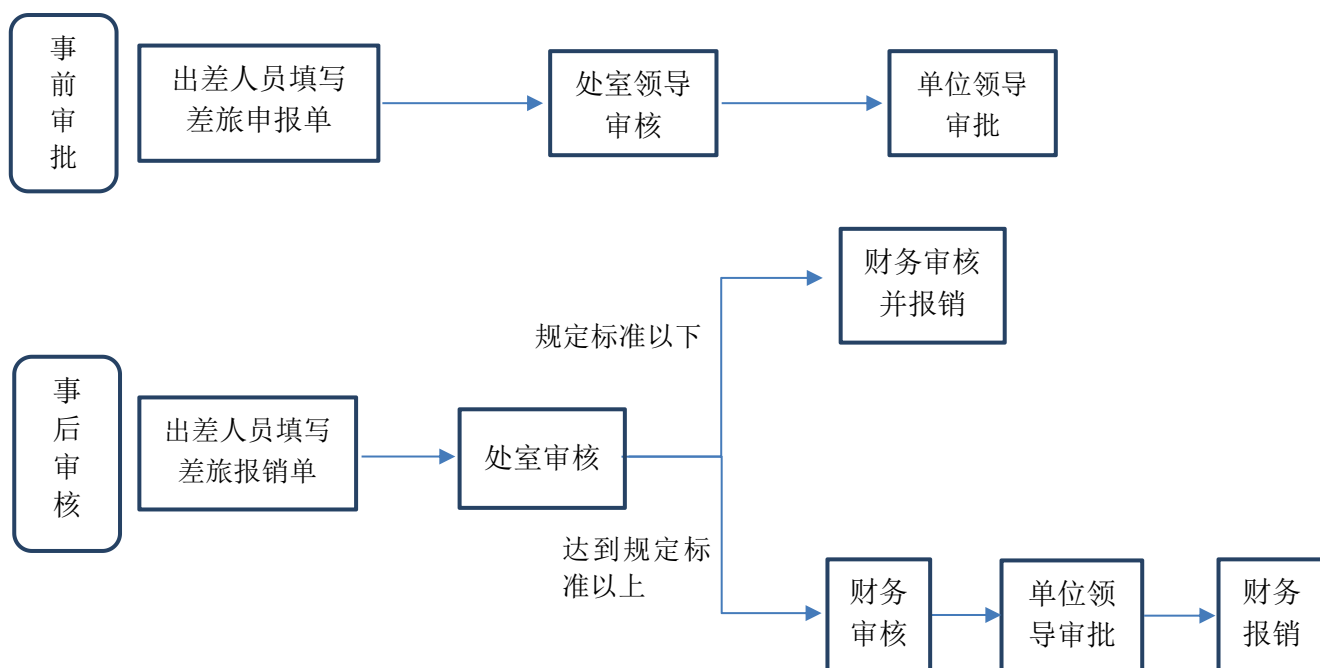 事
前
审
批
出差人员填写
差旅申报单
处室领导
审核
单位领导
审批
财务审核
并报销
规定标准以下
事
后
审
核
出差人员填写
差旅报销单
处室审核
达到规定标
准以上
财务
审核
单位领
导审批
财务
报销